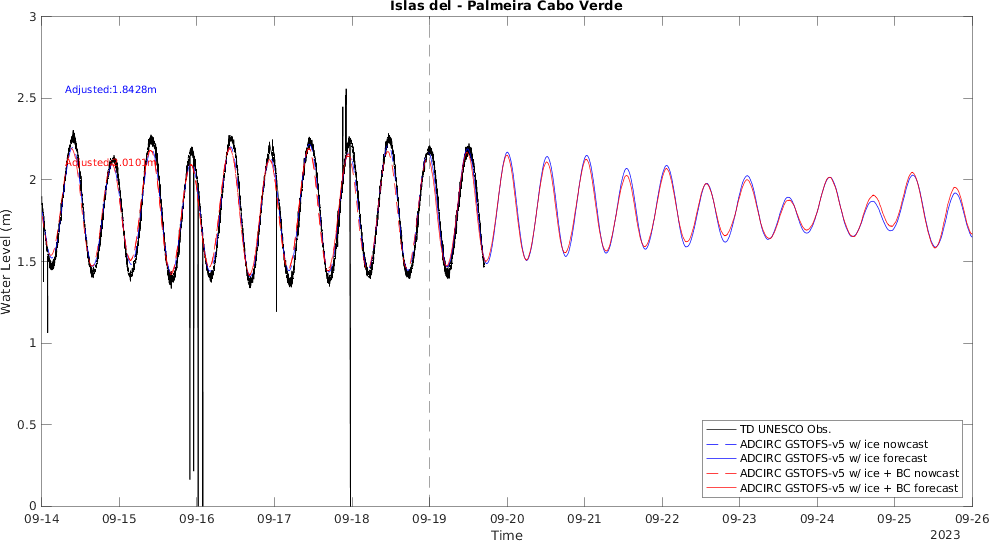 Islas del - Palmeira Cabo Verde
3
2.5
2
1.5
1
0.5
0
Water Level (m)
Adjusted:1.8428m
09-14
09-15
09-16
09-17
09-18
09-19
09-20
09-21
09-22
09-23
09-24
09-25
09-26
Time
2023
TD UNESCO Obs.
ADCIRC GSTOFS-v5 w/ ice nowcast
ADCIRC GSTOFS-v5 w/ ice forecast
ADCIRC GSTOFS-v5 w/ ice + BC nowcast
ADCIRC GSTOFS-v5 w/ ice + BC forecast